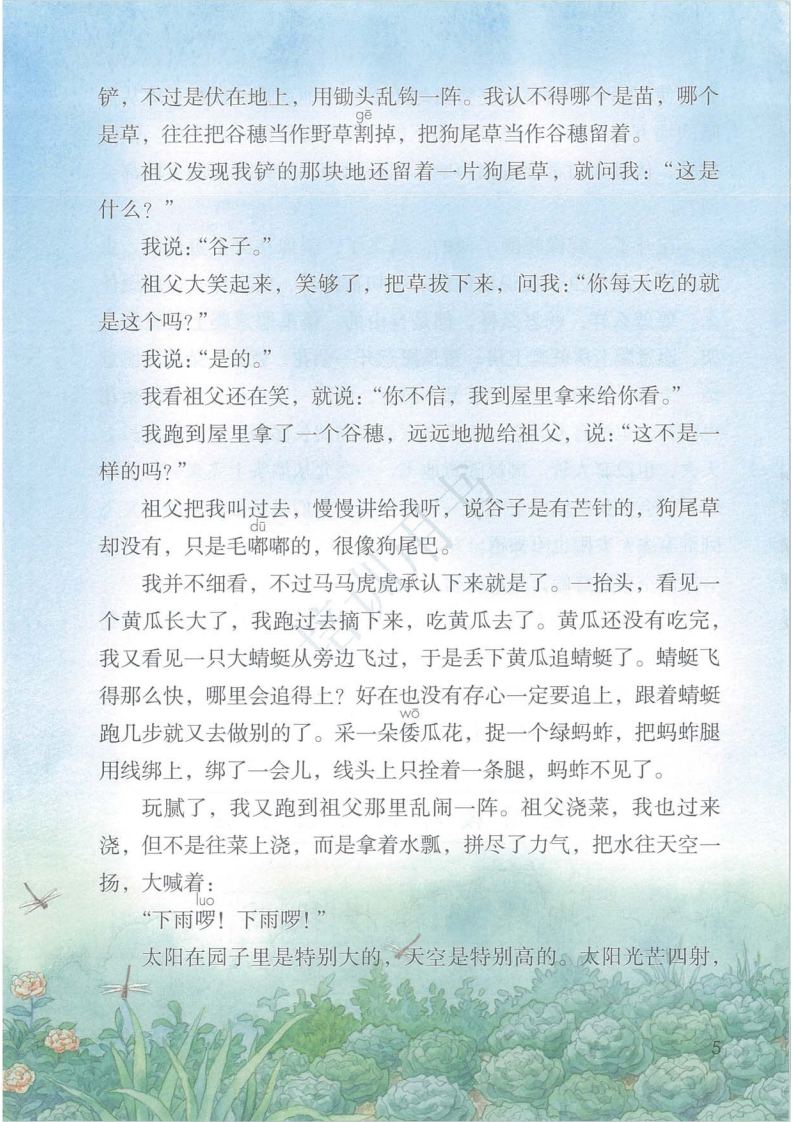 铲，不过是伏在地上，用锄头乱钩一阵。我认不得哪个是苗，哪个
gē
是草，往往把谷穗当作野草割掉，把狗尾草当作谷穗留着。
祖父发现我铲的那块地还留着一片狗尾草，就问我：“这是
什么？”
我说：“谷子。”
祖父大笑起来，笑够了，把草拔下来，问我：“你每天吃的就
是这个吗？”
我说：“是的。”
我看祖父还在笑，就说：“你不信，我到屋里拿来给你看。”
我跑到屋里拿了一个谷穗，远远地抛给祖父，说：“这不是一
样的吗？”
祖父把我叫过去，慢慢讲给我听，说谷子是有芒针的，狗尾草
dū
却没有，只是毛嘟嘟的，很像狗尾巴。
我并不细看，不过马马虎虎承认下来就是了。一抬头，看见一
个黄瓜长大了，我跑过去摘下来，吃黄瓜去了。黄瓜还没有吃完，
我又看见一只大蜻蜓从旁边飞过，于是丢下黄瓜追蜻蜓了。蜻蜓飞
得那么快，哪里会追得上？好在也没有存心一定要追上，跟着蜻蜓
wō
跑几步就又去做别的了。采一朵倭瓜花，捉一个绿蚂蚱，把蚂蚱腿
用线绑上，绑了一会儿，线头上只拴着一条腿，蚂蚱不见了。
玩腻了，我又跑到祖父那里乱闹一阵。祖父浇菜，我也过来
浇，但不是往菜上浇，而是拿着水瓢，拼尽了力气，把水往天空一
扬，大喊着：
luo
“下雨啰！下雨啰！”
太阳在园子里是特别大的，天空是特别高的。太阳光芒四射，
5
培训用书